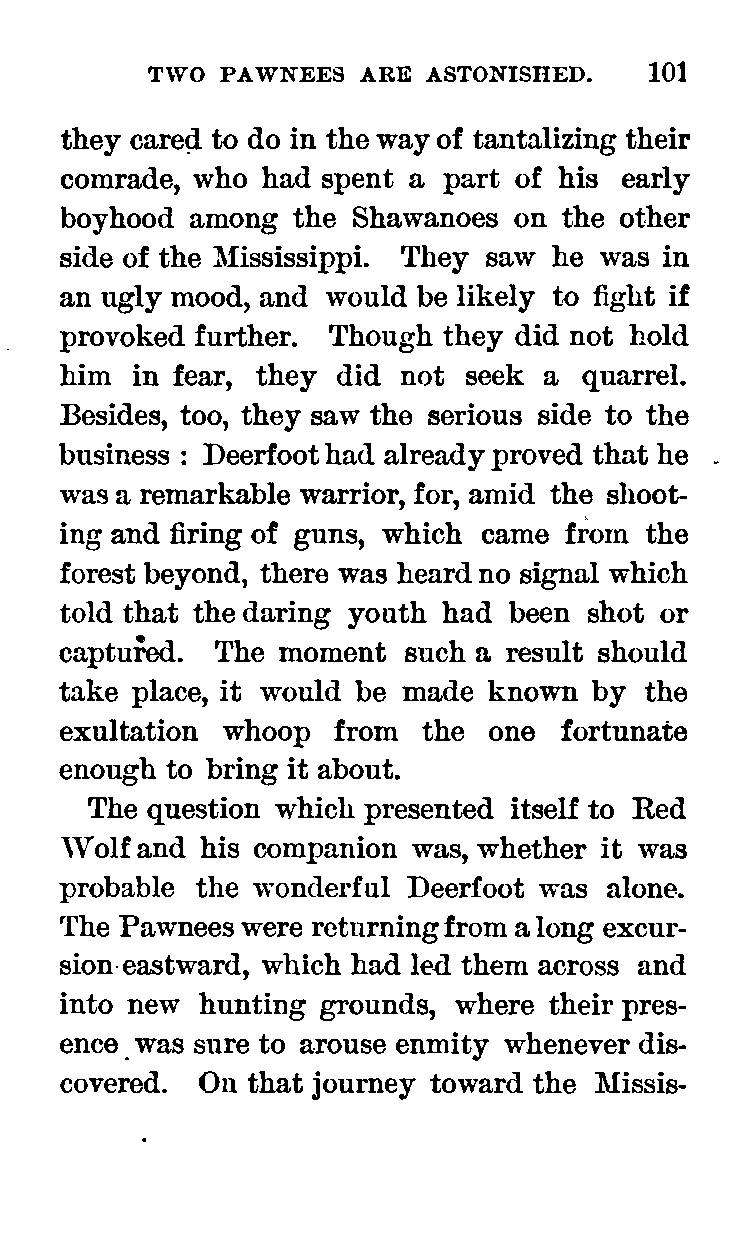 TWO PAWNEES ARE ASTONISHED. 101
they cared to do in the way of tantalizing their
comrade, who had spent a part of his early
boyhood among the Shawanoes on the other
side of the Mississippi. They saw he was in
an ugly mood, and would be likely to fight if
provoked further. Though they did not hold
him in fear, they did not seek a quarrel.
Besides, too, they saw the serious side to the
business : Deerfoot had already proved that he
was a remarkable warrior, for, amid the shoot-
ing and firing of guns, which came from the
forest beyond, there was heard no signal which
told that the daring youth had been shot or
captured. The moment such a result should
take place, it would be made known by the
exultation whoop from the one fortunate
enough to bring it about.
The question which presented itself to Red
Wolf and his companion was, whether it was
probable the wonderful Deerfoot was alone.
The Pawnees were returning from a long excur-
sion eastward, which had led them across and
into new hunting grounds, where their pres-
ence was sure to arouse enmity whenever dis-
covered. On that journey toward the Missis-